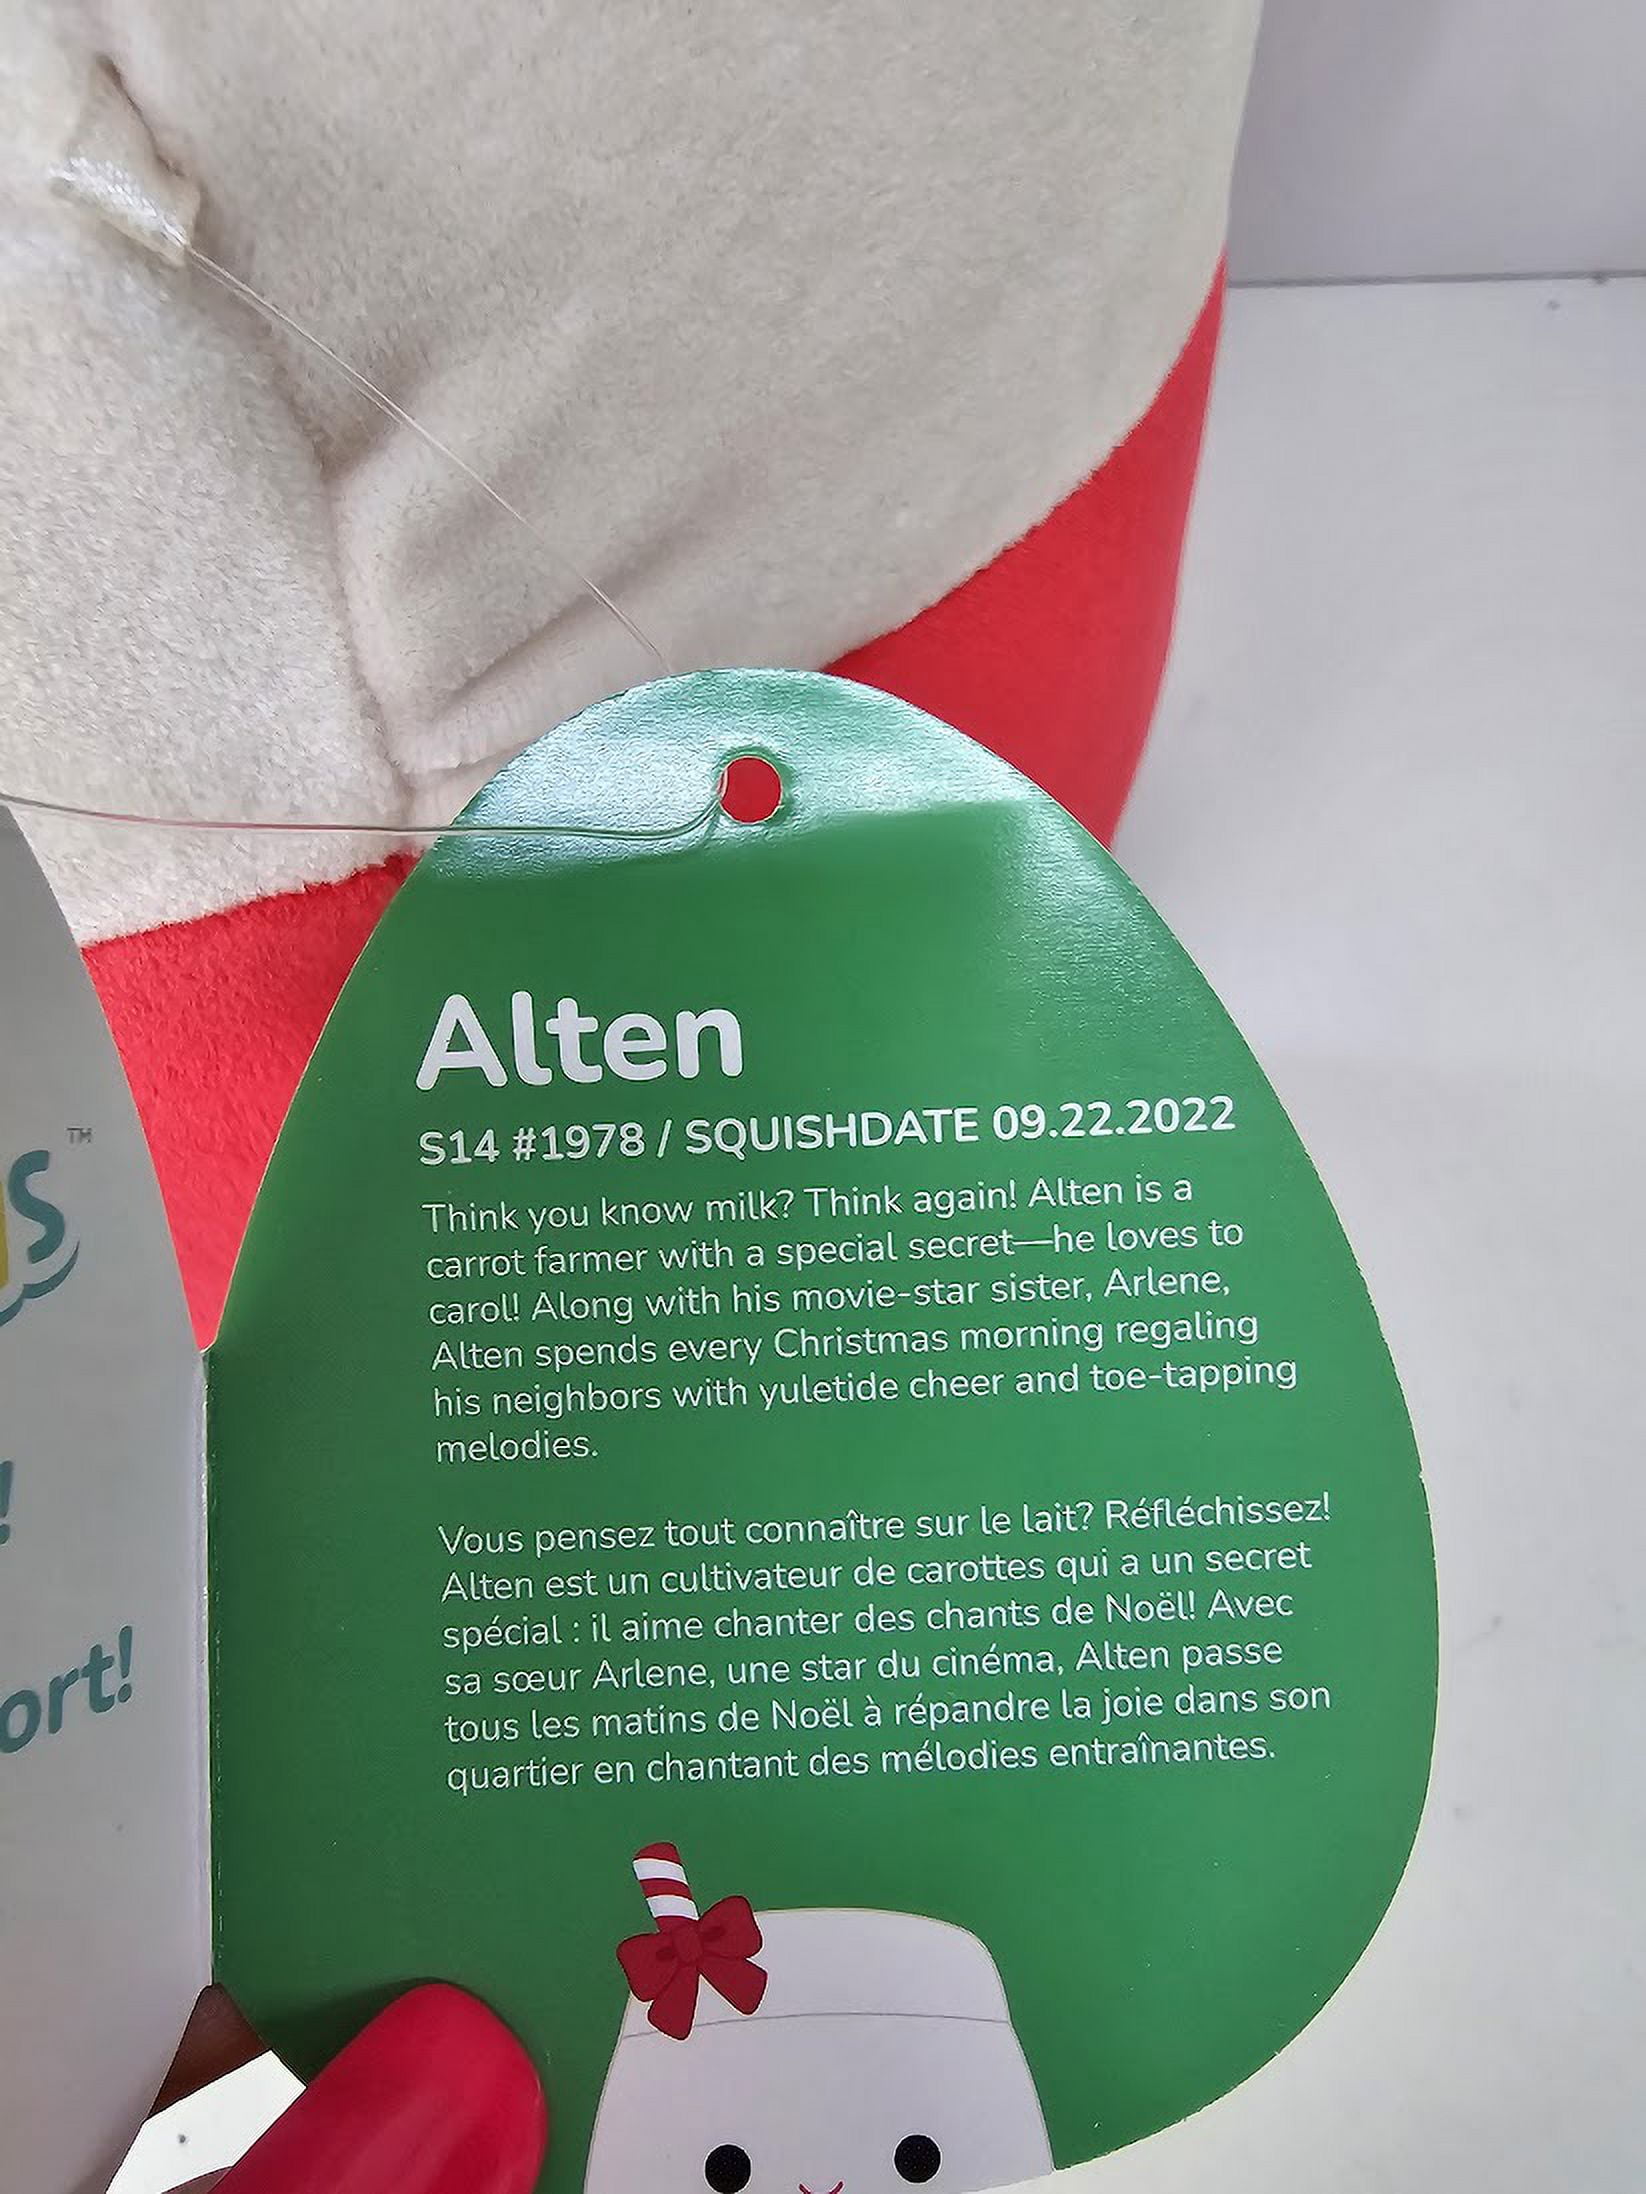 Alten
S14 #1978 / SQUISHDATE 09.22.2022
Think you know milk? Think again! Alten is a
carrot farmer with a special secret—he loves to
carol! Along with his movie-star sister, Arlene,
Alten spends every Christmas morning regaling
his neighbors with yuletide cheer and toe-tapping
melodies.
Vous pensez tout connaître sur le lait? Réfléchissez!
Alten est un cultivateur de carottes qui a un secret
spécial : il aime chanter des chants de Noël! Avec
sa sœur Arlene, une star du cinéma, Alten passe
tous les matins de Noël à répandre la joie dans son
quartier en chantant des mélodies entraînantes.